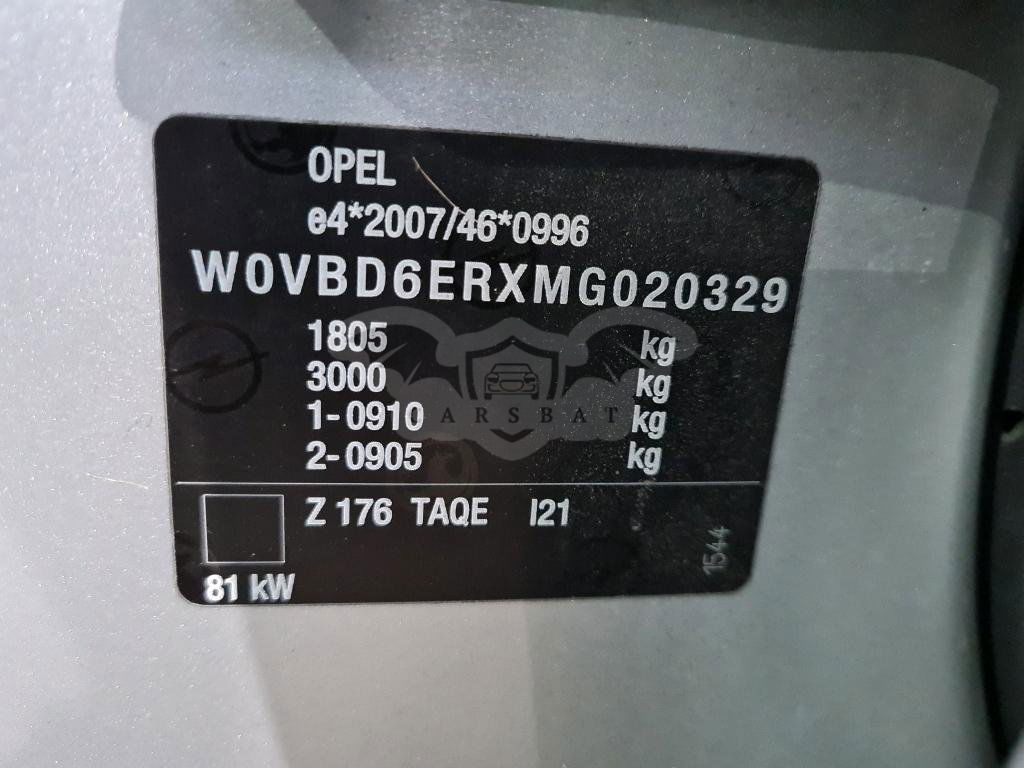 OPEL
e4*2007/46*0996
W0VBD6ERXMG020329
1805 kg
3000 kg
1-0910 kg
2-0905 kg
ARSBAT
Z 176 TAQE I21
1544
81 kW